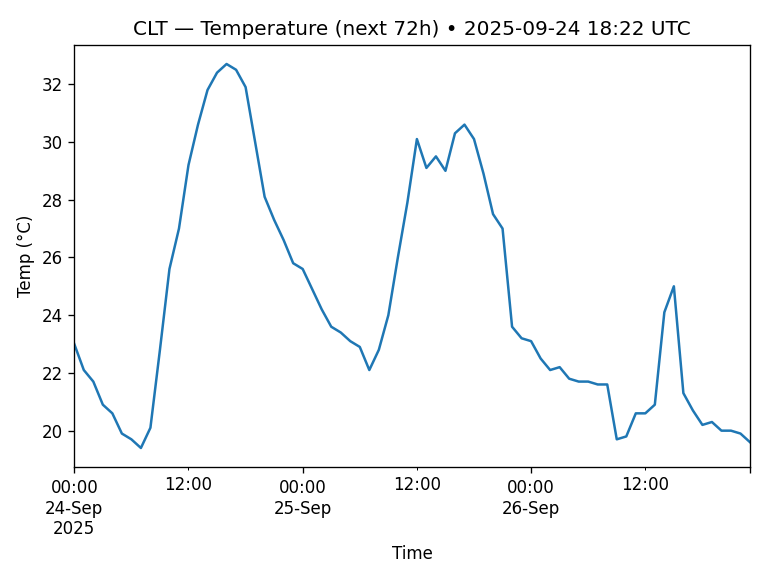 CLT — Temperature (next 72h) • 2025-09-24 18:22 UTC
32
30
28
26
24
22
20
Temp (°C)
00:00 12:00 00:00 12:00 00:00 12:00
24-Sep 25-Sep 26-Sep
2025
Time